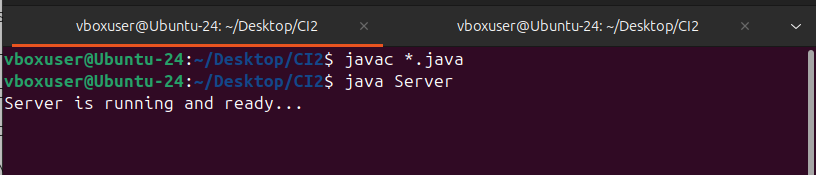 vboxuser@Ubuntu-24: ~/Desktop/CI2 × vboxuser@Ubuntu-24: ~/Desktop/CI2 ×
vboxuser@Ubuntu-24:~/Desktop/CI2$ javac *.java
vboxuser@Ubuntu-24:~/Desktop/CI2$ java Server
Server is running and ready...